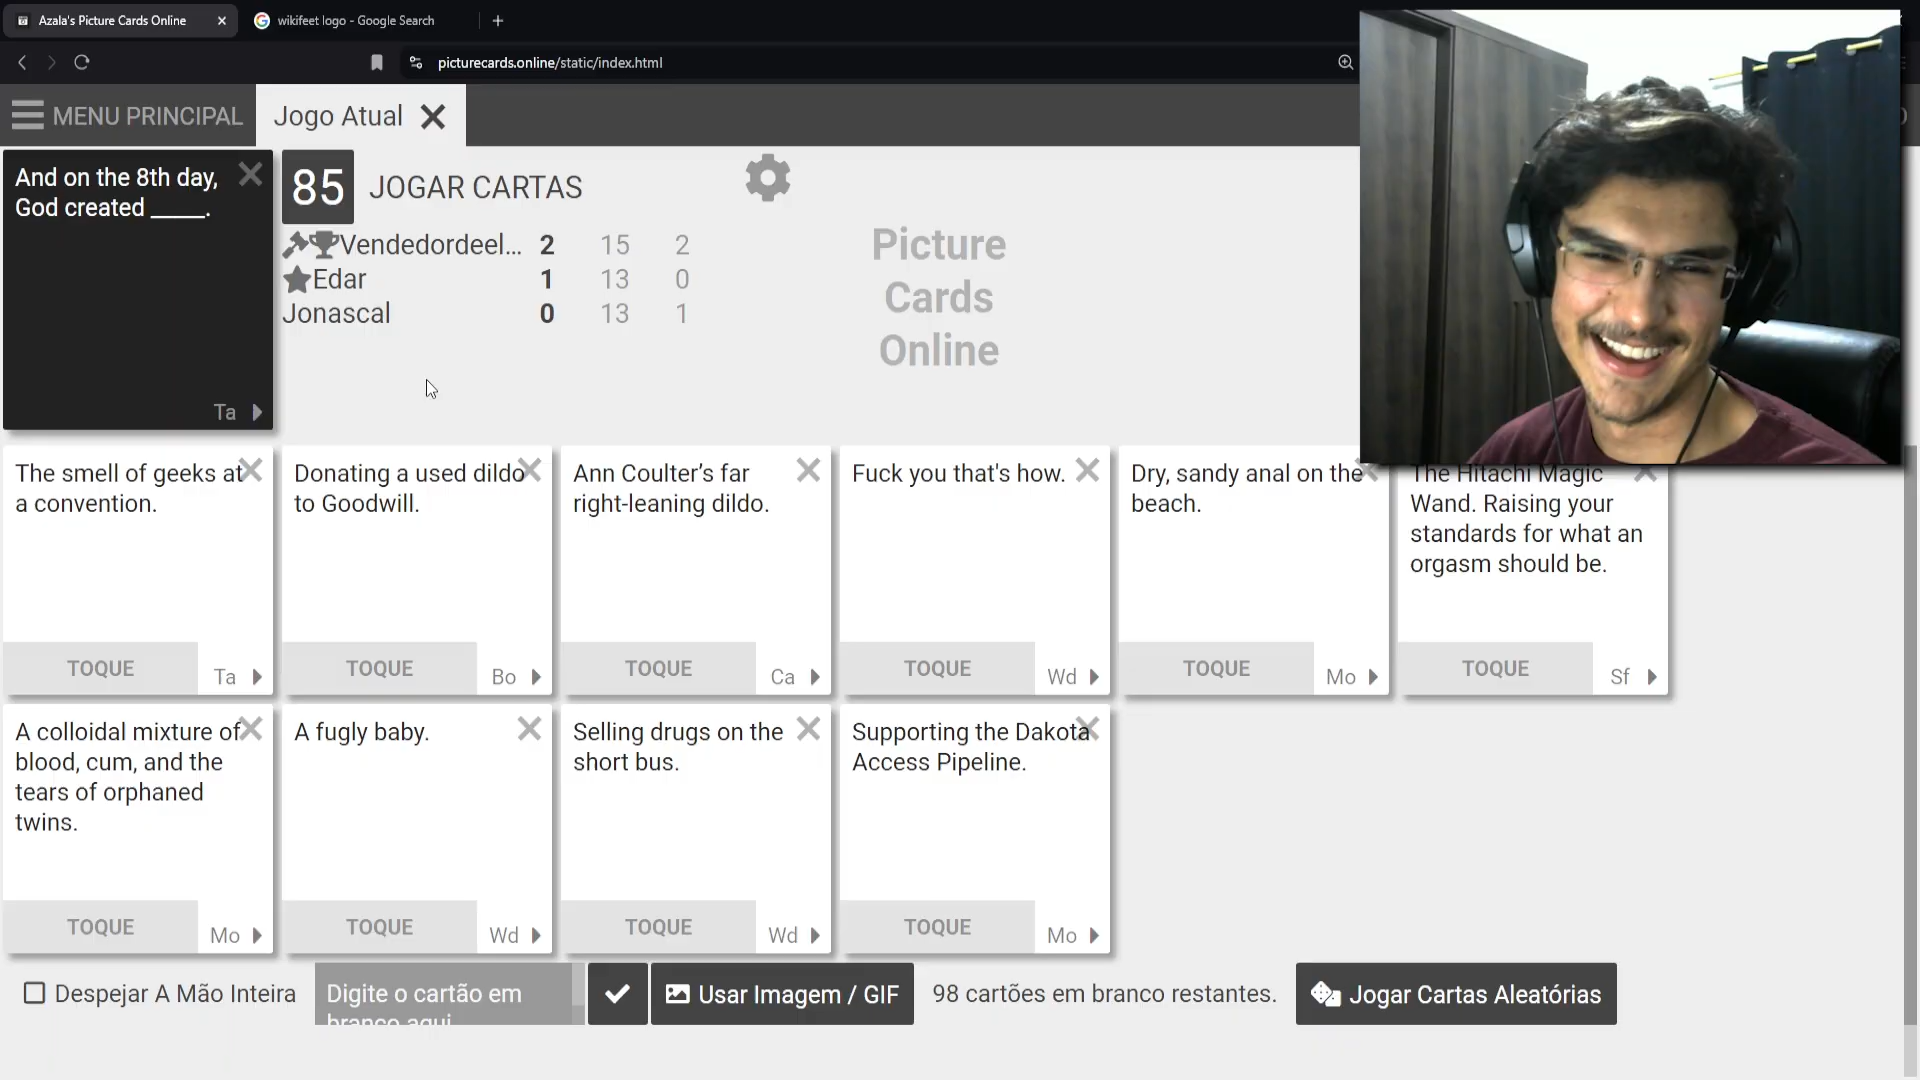 Azala's Picture Cards Online
wikifeet logo - Google Search
picturecards.online/static/index.html
MENU PRINCIPAL
Jogo Atual
And on the 8th day,
God created _____.
Ta
85
JOGAR CARTAS
Vendedordeel... 2 15 2
Edar 1 13 0
Jonascal 0 13 1
Picture
Cards
Online
The smell of geeks at
a convention.
TOQUE
Ta
Donating a used dildo
to Goodwill.
TOQUE
Bo
Ann Coulter’s far
right-leaning dildo.
TOQUE
Ca
Fuck you that's how.
TOQUE
Wd
Dry, sandy anal on the
beach.
TOQUE
Mo
The Hitachi Magic
Wand. Raising your
standards for what an
orgasm should be.
TOQUE
Sf
A colloidal mixture of
blood, cum, and the
tears of orphaned
twins.
TOQUE
Mo
A fugly baby.
TOQUE
Wd
Selling drugs on the
short bus.
TOQUE
Wd
Supporting the Dakota
Access Pipeline.
TOQUE
Mo
Despejar A Mão Inteira
Digite o cartão em
branco aqui
Usar Imagem / GIF
98 cartões em branco restantes.
Jogar Cartas Aleatórias